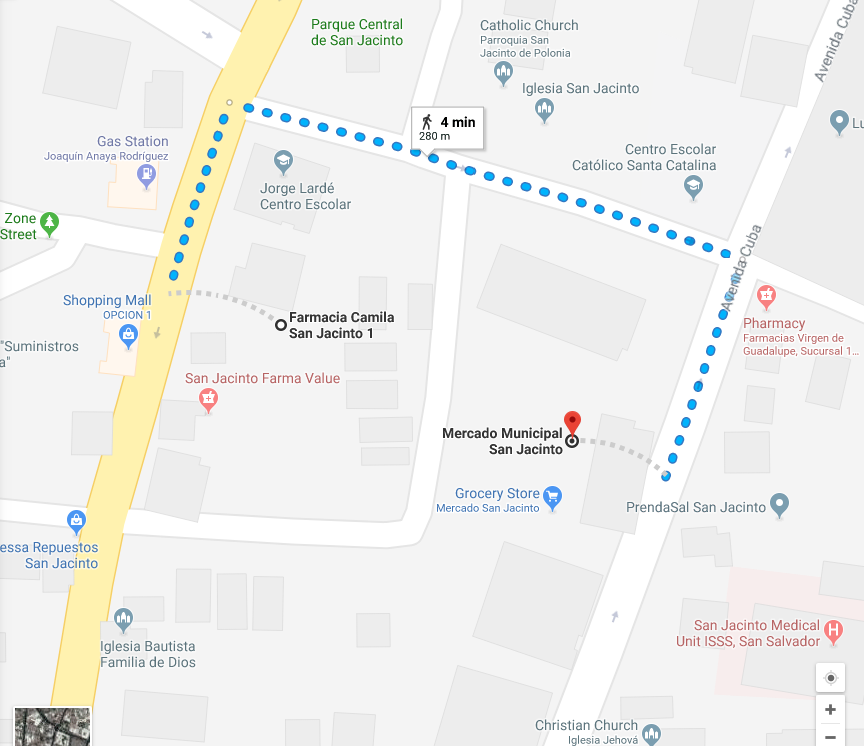 Parque Central
de San Jacinto
Catholic Church
Parroquia San
Jacinto de Polonia
Iglesia San Jacinto
Avenida Cuba
4 min
280 m
Gas Station
Joaquín Anaya Rodríguez
Centro Escolar
Católico Santa Catalina
Jorge Lardé
Centro Escolar
Zone
Street
Avenida Cuba
Shopping Mall
OPCION 1
Farmacia Camila
San Jacinto 1
Pharmacy
Farmacias Virgen de
Guadalupe, Sucursal 1...
"Suministros
a"
San Jacinto Farma Value
Mercado Municipal
San Jacinto
Grocery Store
Mercado San Jacinto
PrendaSal San Jacinto
essa Repuestos
San Jacinto
Iglesia Bautista
Familia de Dios
San Jacinto Medical
Unit ISSS, San Salvador
H
Christian Church
Iglesia Jehová
+
−